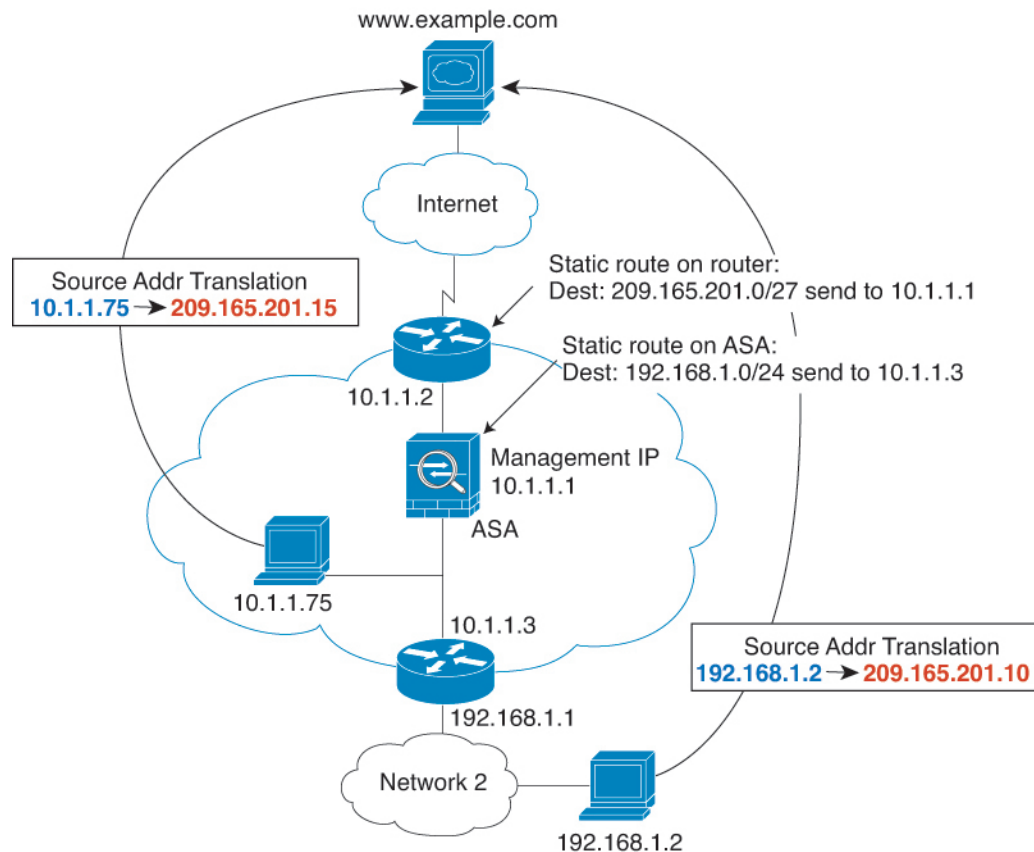 www.example.com
Internet
Source Addr Translation
10.1.1.75 209.165.201.15
Static route on router:
Dest: 209.165.201.0/27 send to 10.1.1.1
Static route on ASA:
Dest: 192.168.1.0/24 send to 10.1.1.3
10.1.1.2
Management IP
10.1.1.1
ASA
10.1.1.75
10.1.1.3
Source Addr Translation
192.168.1.2 209.165.201.10
192.168.1.1
Network 2
192.168.1.2